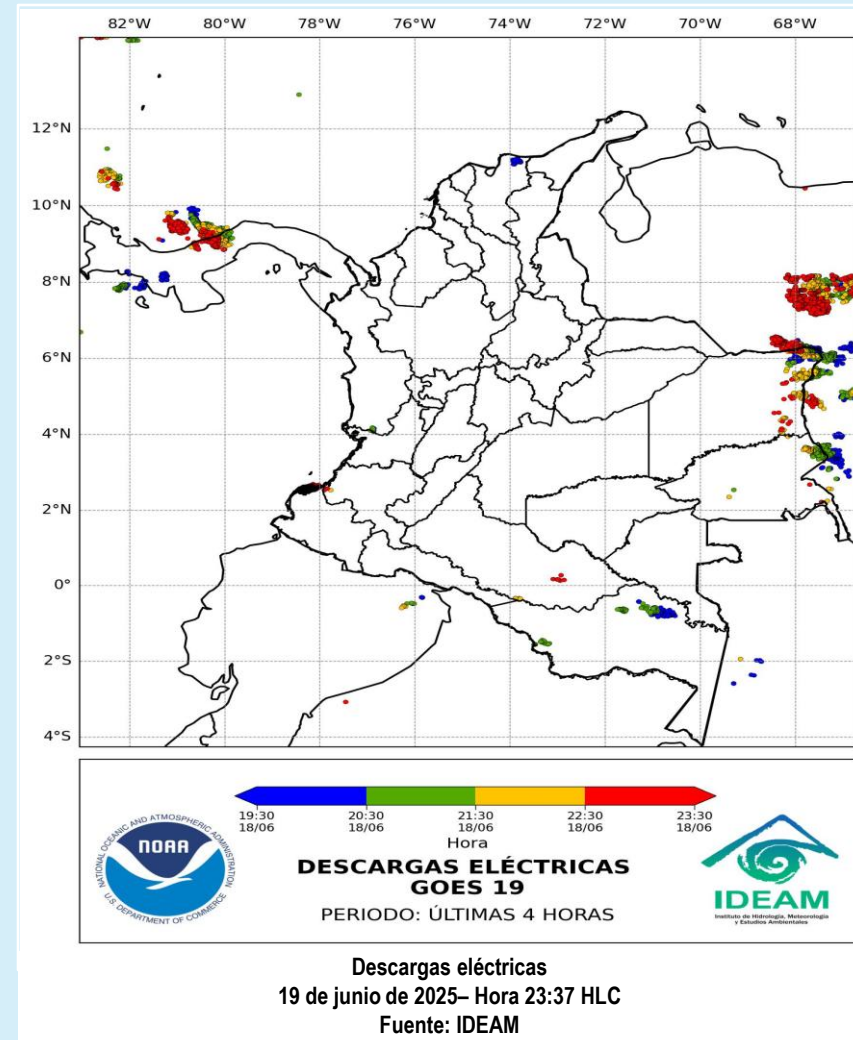 82°W 80°W 78°W 76°W 74°W 72°W 70°W 68°W
12°N
10°N
8°N
6°N
4°N
2°N
0°
2°S
4°S
19:30 20:30 21:30 22:30 23:30
18/06 18/06 18/06 18/06 18/06
Hora
DESCARGAS ELÉCTRICAS
GOES 19
PERIODO: ÚLTIMAS 4 HORAS
NATIONAL OCEANIC AND ATMOSPHERIC ADMINISTRATION
NOAA
U.S. DEPARTMENT OF COMMERCE
IDEAM
Instituto de Hidrología, Meteorología
y Estudios Ambientales
Descargas eléctricas
19 de junio de 2025– Hora 23:37 HLC
Fuente: IDEAM